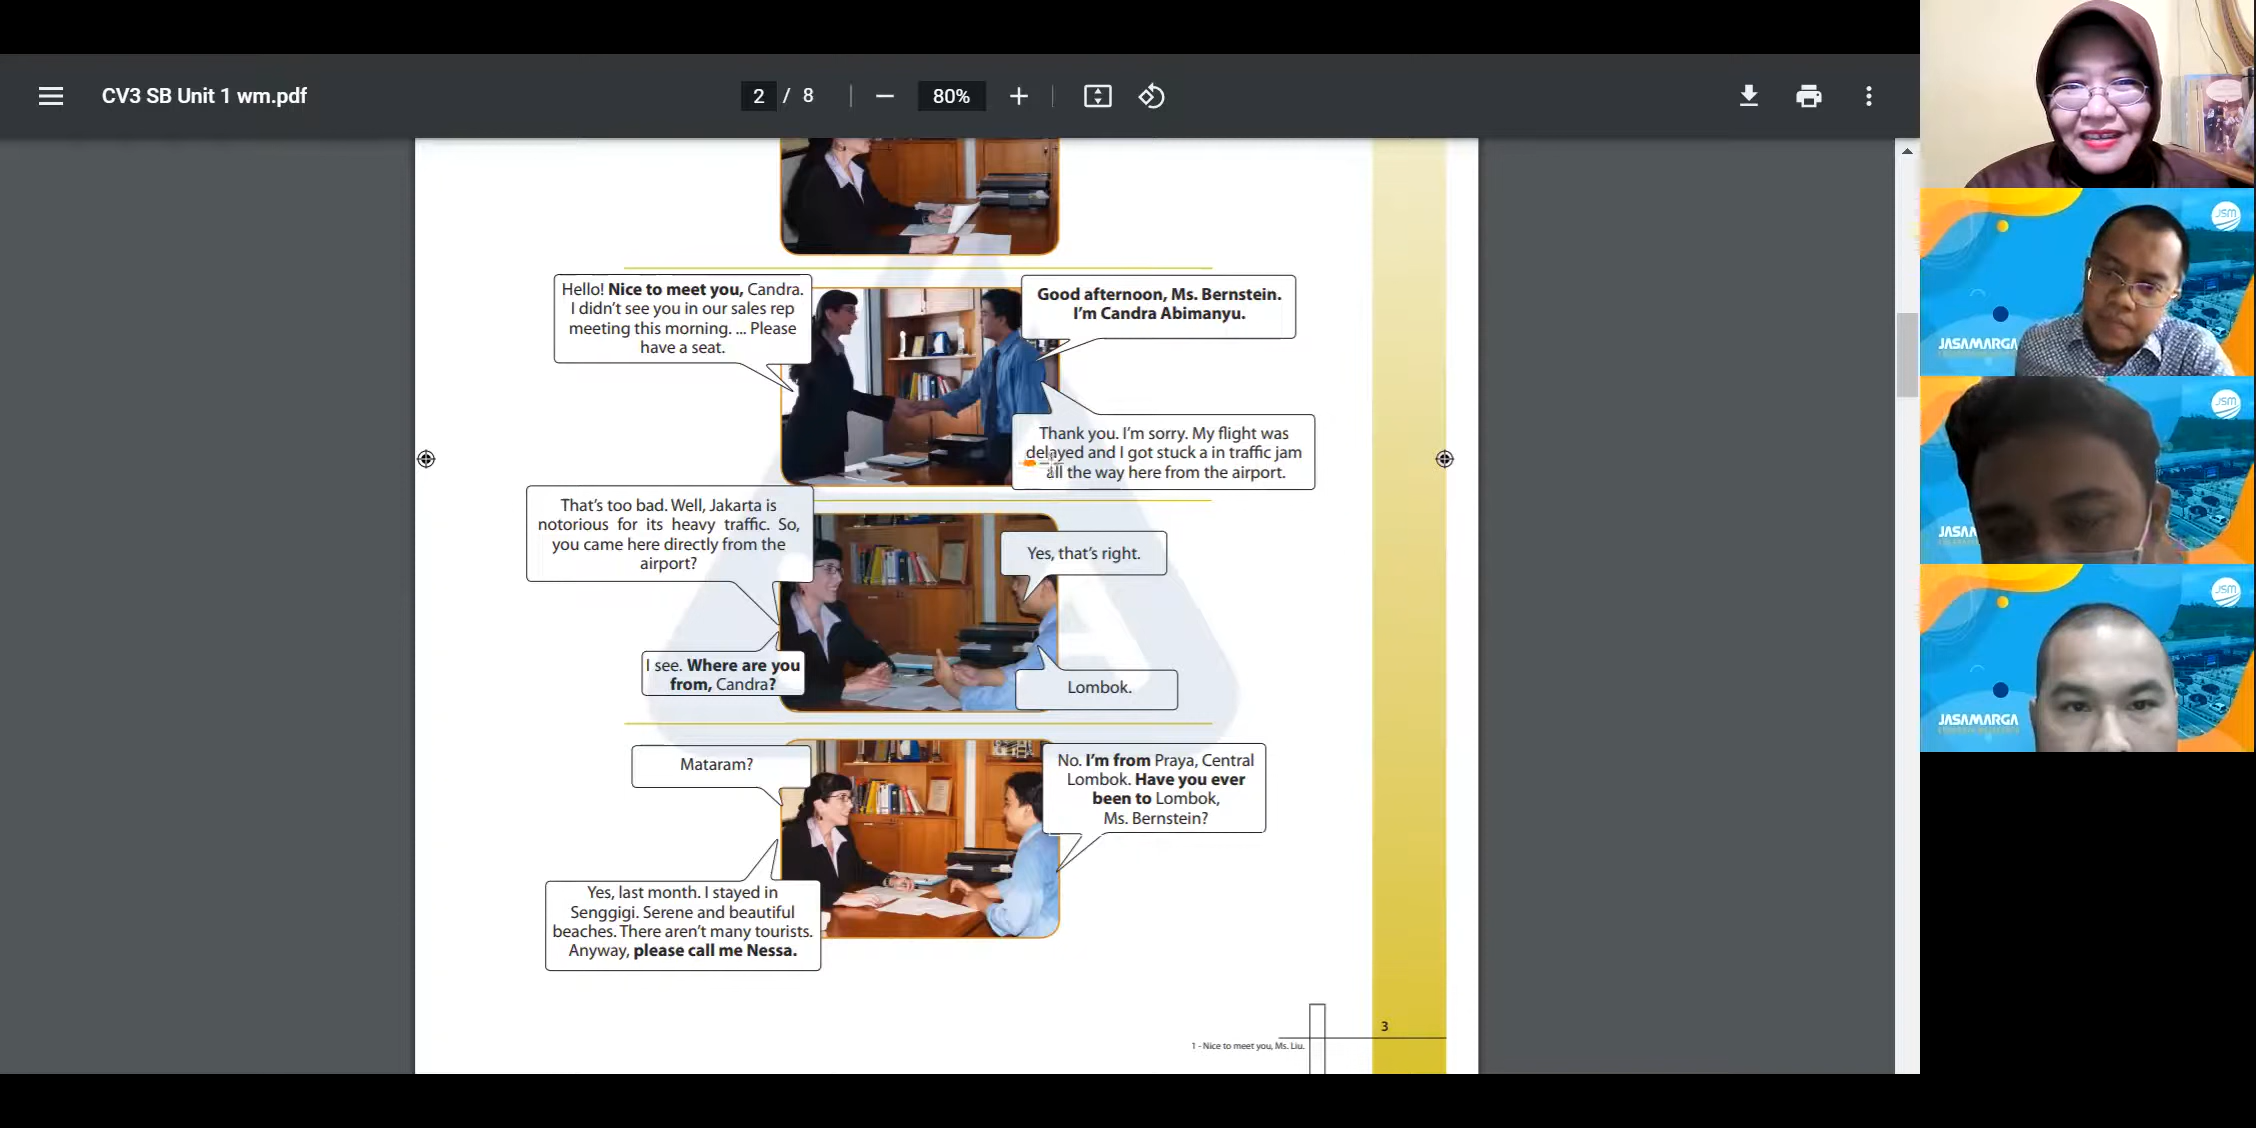 CV3 SB Unit 1 wm.pdf
2 / 8
80%
Hello! Nice to meet you, Candra.
I didn't see you in our sales rep
meeting this morning. ... Please
have a seat.
Good afternoon, Ms. Bernstein.
I'm Candra Abimanyu.
Thank you. I'm sorry. My flight was
delayed and I got stuck a in traffic jam
all the way here from the airport.
That's too bad. Well, Jakarta is
notorious for its heavy traffic. So,
you came here directly from the
airport?
Yes, that's right.
I see. Where are you
from, Candra?
Lombok.
Mataram?
No. I'm from Praya, Central
Lombok. Have you ever
been to Lombok,
Ms. Bernstein?
Yes, last month. I stayed in
Senggigi. Serene and beautiful
beaches. There aren't many tourists.
Anyway, please call me Nessa.
3
1 - Nice to meet you, Ms. Liu.
JSM
JASAMARGA
JSM
JASAMA
JSM
JASAMARGA